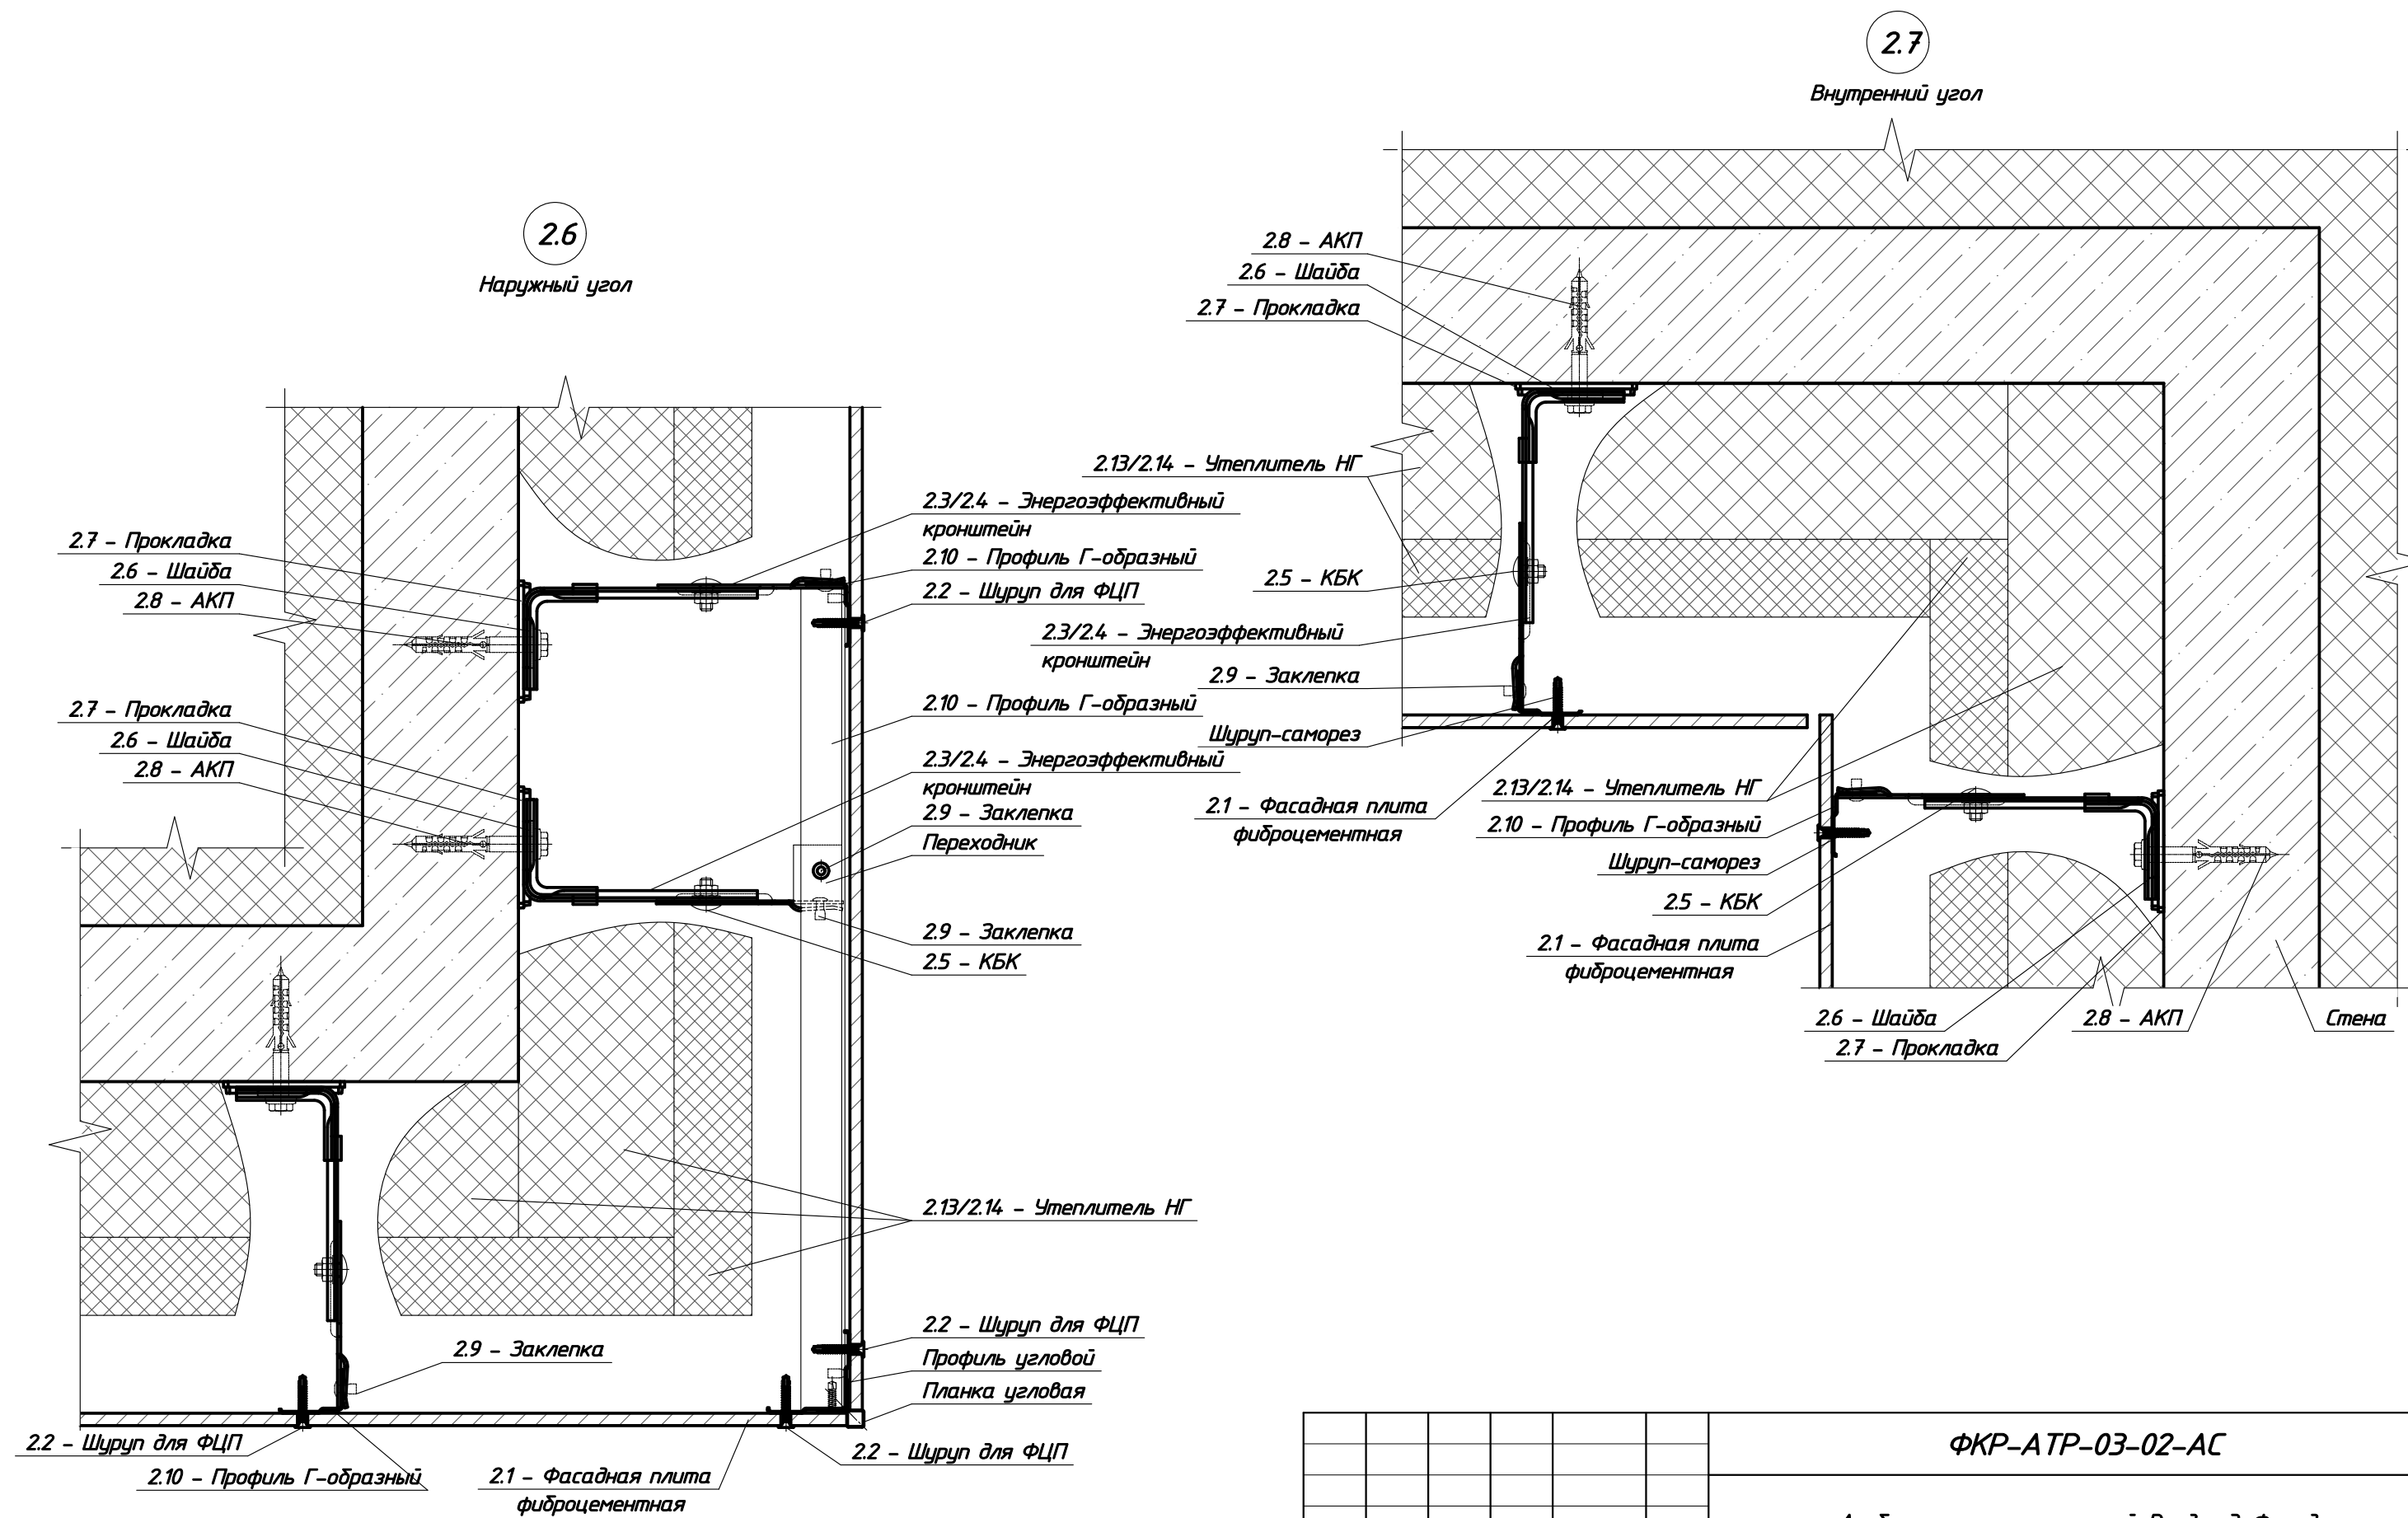 2.6
Наружный угол
2.7 - Прокладка
2.6 - Шайба
2.8 - АКП
2.7 - Прокладка
2.6 - Шайба
2.8 - АКП
2.3/2.4 - Энергоэффективный
кронштейн
2.10 - Профиль Г-образный
2.2 - Шуруп для ФЦП
2.10 - Профиль Г-образный
2.3/2.4 - Энергоэффективный
кронштейн
2.9 - Заклепка
Переходник
2.9 - Заклепка
2.5 - КБК
2.13/2.14 - Утеплитель НГ
2.2 - Шуруп для ФЦП
Профиль угловой
Планка угловая
2.9 - Заклепка
2.2 - Шуруп для ФЦП
2.10 - Профиль Г-образный
2.1 - Фасадная плита
фиброцементная
2.2 - Шуруп для ФЦП
2.7
Внутренний угол
2.8 - АКП
2.6 - Шайба
2.7 - Прокладка
2.13/2.14 - Утеплитель НГ
2.5 - КБК
2.3/2.4 - Энергоэффективный
кронштейн
2.9 - Заклепка
Шуруп-саморез
2.1 - Фасадная плита
фиброцементная
2.13/2.14 - Утеплитель НГ
2.10 - Профиль Г-образный
Шуруп-саморез
2.5 - КБК
2.1 - Фасадная плита
фиброцементная
2.6 - Шайба
2.7 - Прокладка
2.8 - АКП
Стена
ФКР-АТР-03-02-АС